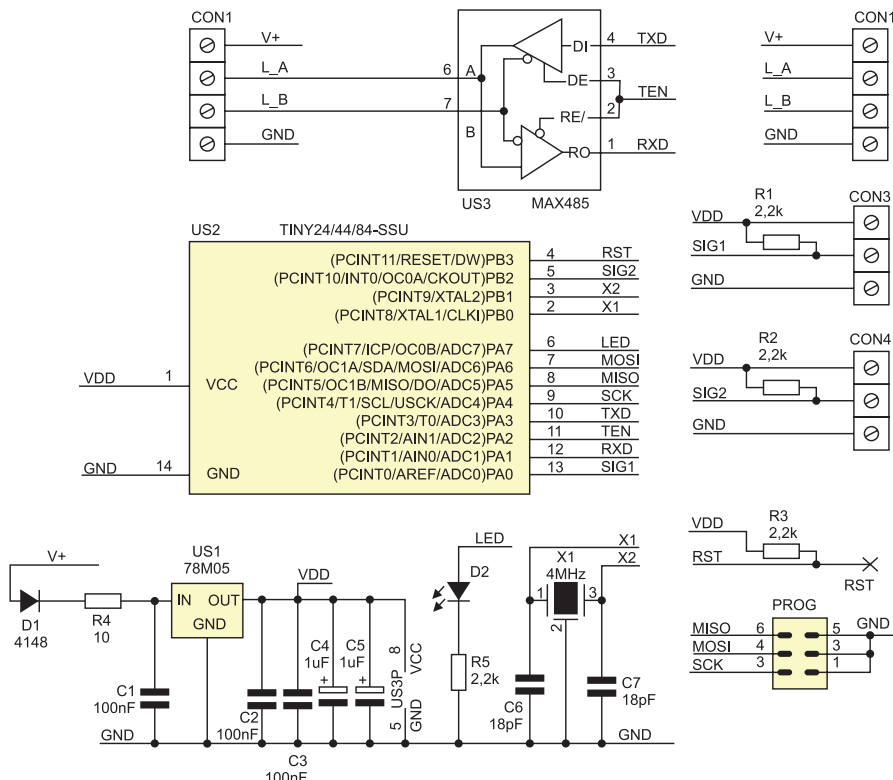 CON1
V+
L_A
L_B
GND
6
7
A
B
DI
DE
RE/
RO
4
3
2
1
TXD
TEN
RXD
US3
MAX485
CON1
V+
L_A
L_B
GND
US2
TINY24/44/84-SSU
(PCINT11/RESET/DW)PB3 4 RST
(PCINT10/INT0/OC0A/CKOUT)PB2 5 SIG2
(PCINT9/XTAL2)PB1 3 X2
(PCINT8/XTAL1/CLKI)PB0 2 X1
(PCINT7/ICP/OC0B/ADC7)PA7 6 LED
(PCINT6/OC1A/SDA/MOSI/ADC6)PA6 7 MOSI
(PCINT5/OC1B/MISO/DO/ADC5)PA5 8 MISO
(PCINT4/T1/SCL/USCK/ADC4)PA4 9 SCK
(PCINT3/T0/ADC3)PA3 10 TXD
(PCINT2/AIN1/ADC2)PA2 11 TEN
(PCINT1/AIN0/ADC1)PA1 12 RXD
(PCINT0/AREF/ADC0)PA0 13 SIG1
VDD 1 VCC
GND 14 GND
R1
2,2k
CON3
VDD
SIG1
GND
R2
2,2k
CON4
VDD
SIG2
GND
V+
D1
4148
R4
10
US1
78M05
IN OUT
GND
VDD
C1
100nF
C2
100nF
C3
100nF
C4
1uF
+
C5
1uF
+
US3P
8
VCC
5
GND
GND
LED
D2
R5
2,2k
X1
X2
X1
4MHz
1
3
2
C6
18pF
C7
18pF
GND
R3
2,2k
VDD
RST
RST
PROG
MISO 6 5 GND
MOSI 4 3
SCK 3 1